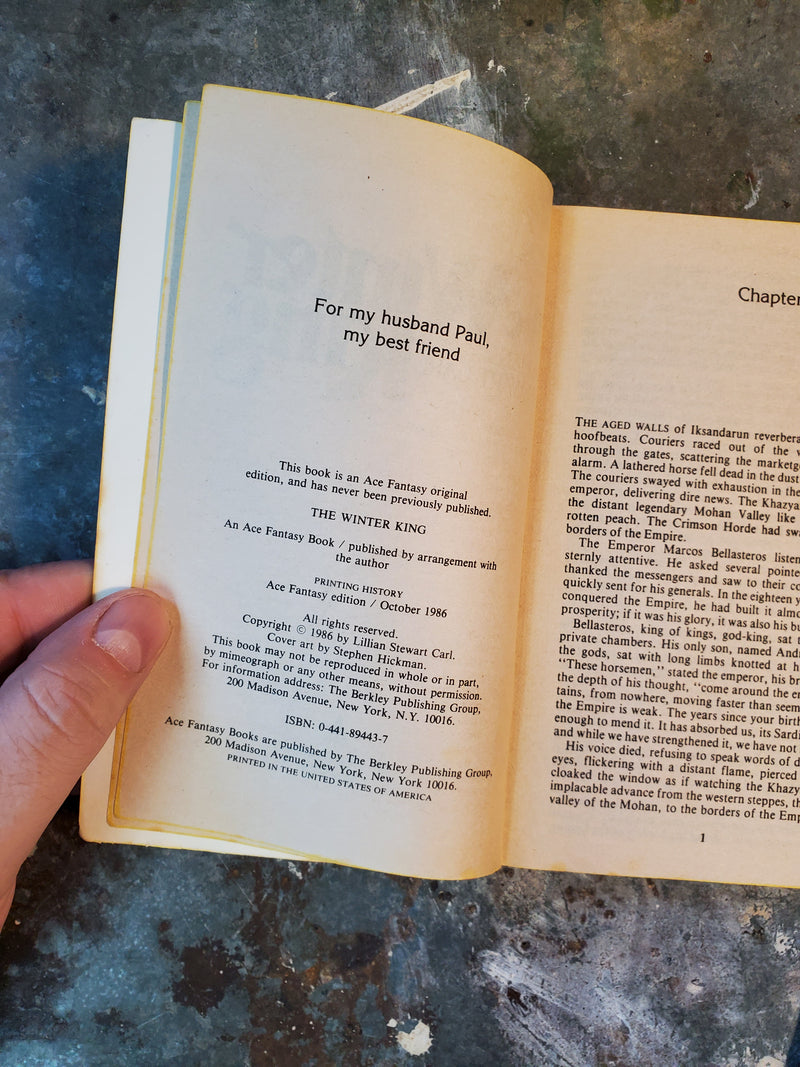 For my husband Paul,
my best friend
This book is an Ace Fantasy original
edition, and has never been previously published.
THE WINTER KING
An Ace Fantasy Book / published by arrangement with
the author
PRINTING HISTORY
Ace Fantasy edition / October 1986
All rights reserved.
Copyright © 1986 by Lillian Stewart Carl.
Cover art by Stephen Hickman.
This book may not be reproduced in whole or in part,
by mimeograph or any other means, without permission.
For information address: The Berkley Publishing Group,
200 Madison Avenue, New York, N.Y. 10016.
ISBN: 0-441-89443-7
Ace Fantasy Books are published by The Berkley Publishing Group,
200 Madison Avenue, New York, New York 10016.
PRINTED IN THE UNITED STATES OF AMERICA
Chapter
THE AGED WALLS of Iksandarun
hoofbeats. Couriers raced out of the
through the gates, scattering the
alarm. A lathered horse fell dead in the dust
The couriers swayed with exhaustion in the
emperor, delivering dire news. The
the distant legendary Mohan Valley like
rotten peach. The Crimson Horde had
borders of the Empire.
The Emperor Marcos Bellasteros
sternly attentive. He asked several
thanked the messengers and saw to their
quickly sent for his generals. In the eighteen
conquered the Empire, he had built it
prosperity; if it was his glory, it was also his
Bellasteros, king of kings, god-king, sat
private chambers. His only son, named
the gods, sat with long limbs knotted at
"These horsemen," stated the emperor, his
the depth of his thought, "come around the
tains, from nowhere, moving faster than
the Empire is weak. The years since your
enough to mend it. It has absorbed us, its
and while we have strengthened it, we have not
His voice died, refusing to speak words of
eyes, flickering with a distant flame, pierced
cloaked the window as if watching the
implacable advance from the western steppes,
valley of the Mohan, to the borders of the
1